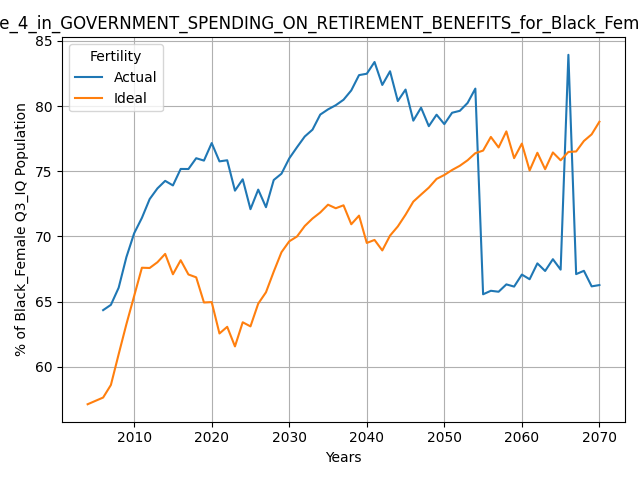 e_4_in_GOVERNMENT_SPENDING_ON_RETIREMENT_BENEFITS_for_Black_Fem
85
80
75
70
65
60
% of Black_Female Q3_IQ Population
Fertility
Actual
Ideal
2010 2020 2030 2040 2050 2060 2070
Years